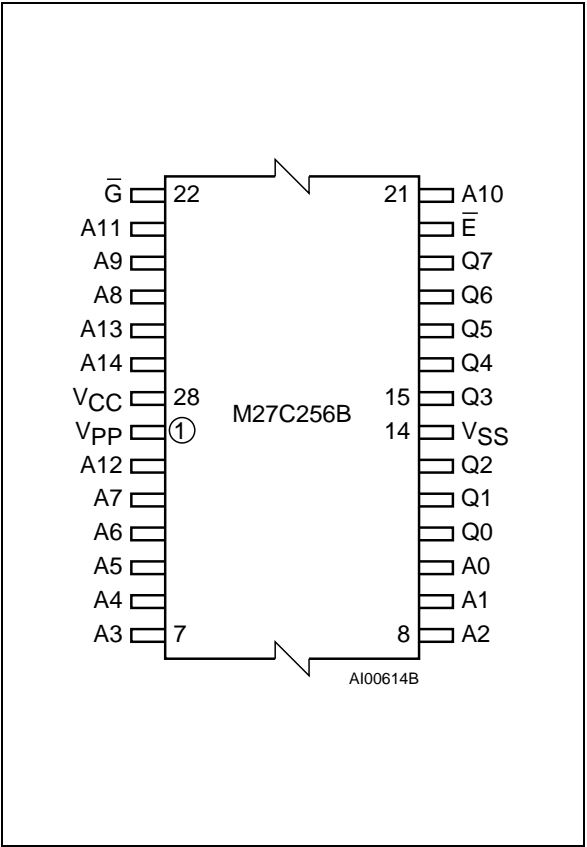 G̅ 22 21 A10
A11 E̅
A9 Q7
A8 Q6
A13 Q5
A14 Q4
VCC 28 15 Q3
M27C256B
VPP 1 14 VSS
A12 Q2
A7 Q1
A6 Q0
A5 A0
A4 A1
A3 7 8 A2
AI00614B